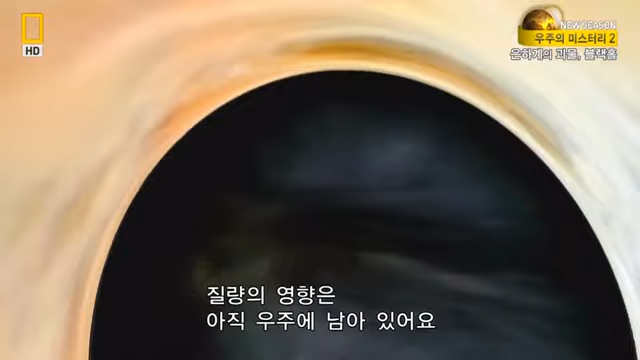 HD
NEW SEASON
우주의 미스터리 2
은하계의 괴물, 블랙홀
질량의 영향은
아직 우주에 남아 있어요